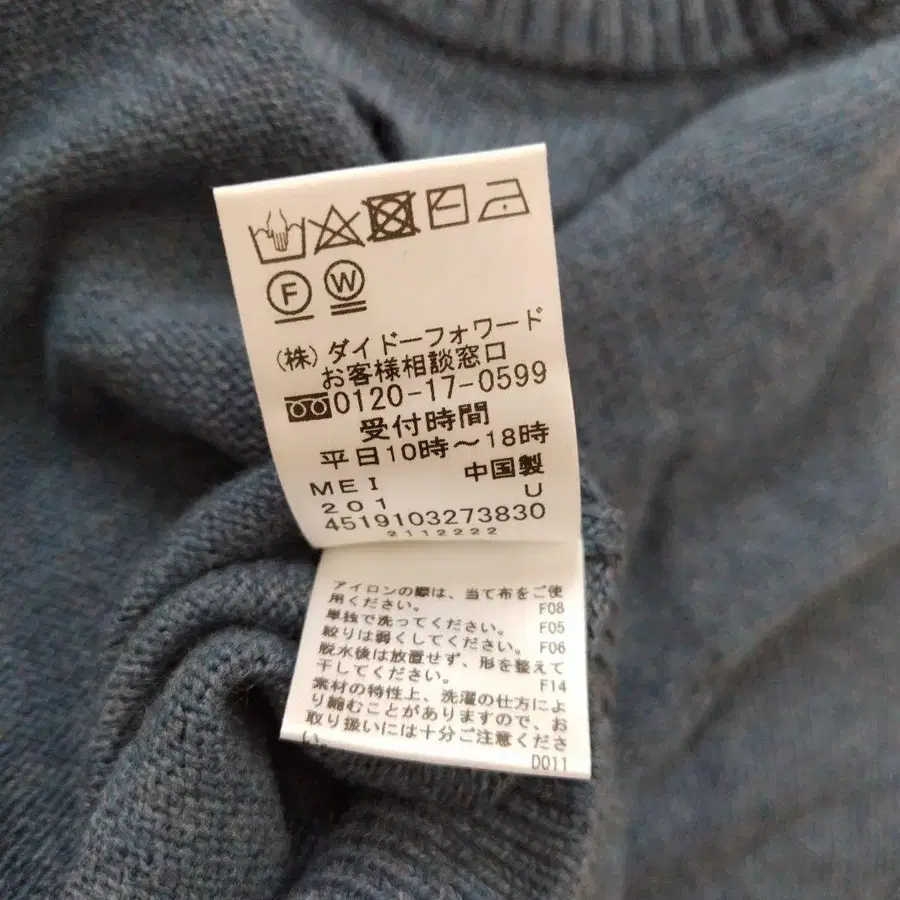 F W
(株)ダイドーフォワード
お客様相談窓口
0120-17-0599
受付時間
平日10時～18時
中国製
MEI U
201
4519103273830
2112222
アイロンの際は、当て布をご使
用ください。 F08
単独で洗ってください。 F05
絞りは弱くしてください。 F06
脱水後は放置せず、形を整えて
干してください。 F14
素材の特性上、洗濯の仕方によ
り縮むことがありますので、お
取り扱いには十分ご注意くださ
い。 D011